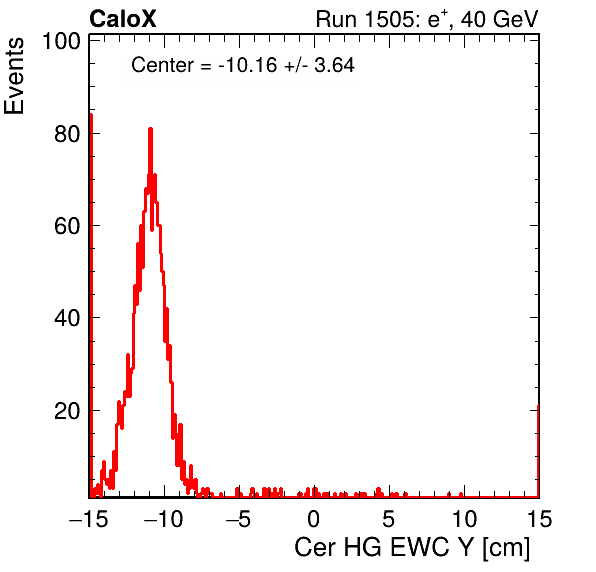 CaloX Run 1505: e⁺, 40 GeV
Center = -10.16 +/- 3.64
Events
100
80
60
40
20
−15 −10 −5 0 5 10 15
Cer HG EWC Y [cm]